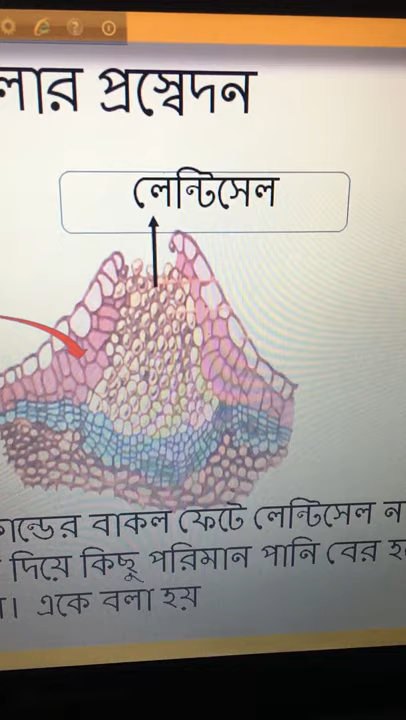 লার প্রস্বেদন
লেন্টিসেল
ান্ডের বাকল ফেটে লেন্টিসেল ন
দিয়ে কিছু পরিমান পানি বের হ
। একে বলা হয়